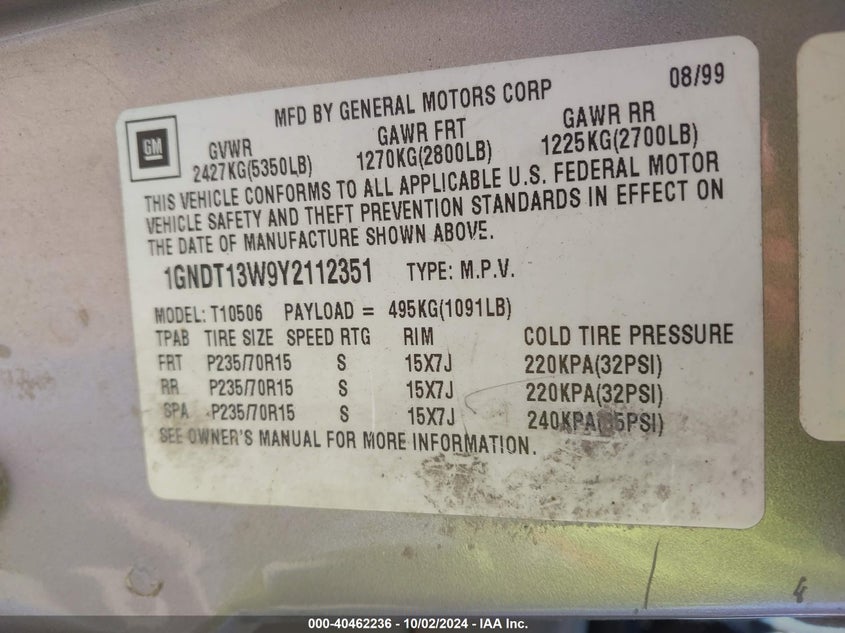 08/99
MFD BY GENERAL MOTORS CORP
GM
GVWR GAWR FRT GAWR RR
2427KG(5350LB) 1270KG(2800LB) 1225KG(2700LB)
THIS VEHICLE CONFORMS TO ALL APPLICABLE U.S. FEDERAL MOTOR
VEHICLE SAFETY AND THEFT PREVENTION STANDARDS IN EFFECT ON
THE DATE OF MANUFACTURE SHOWN ABOVE.
1GNDT13W9Y2112351 TYPE: M.P.V.
MODEL: T10506 PAYLOAD = 495KG(1091LB)
TPAB TIRE SIZE SPEED RTG RIM COLD TIRE PRESSURE
FRT P235/70R15 S 15X7J 220KPA(32PSI)
RR P235/70R15 S 15X7J 220KPA(32PSI)
SPA P235/70R15 S 15X7J 240KPA(35PSI)
SEE OWNER'S MANUAL FOR MORE INFORMATION.
000-40462236 - 10/02/2024 - IAA Inc.